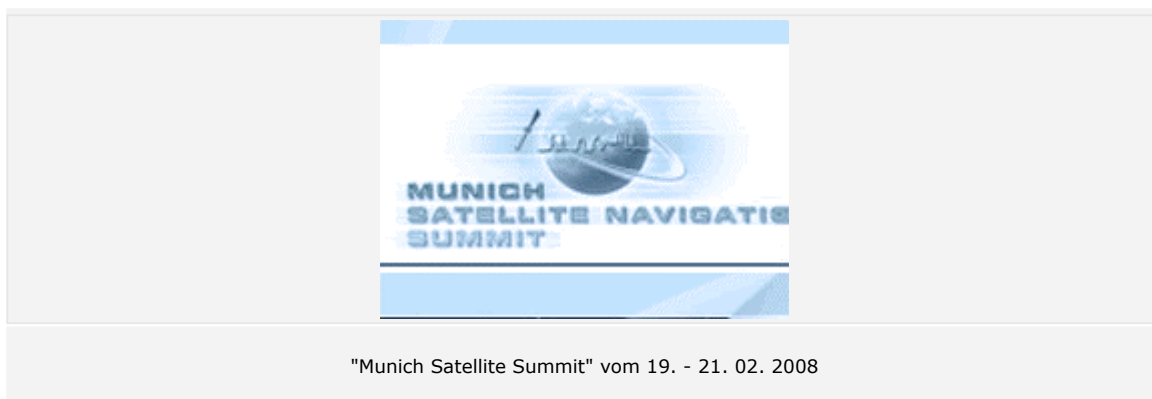 MUNICH
SATELLITE NAVIGATIO
SUMMIT
"Munich Satellite Summit" vom 19. - 21. 02. 2008